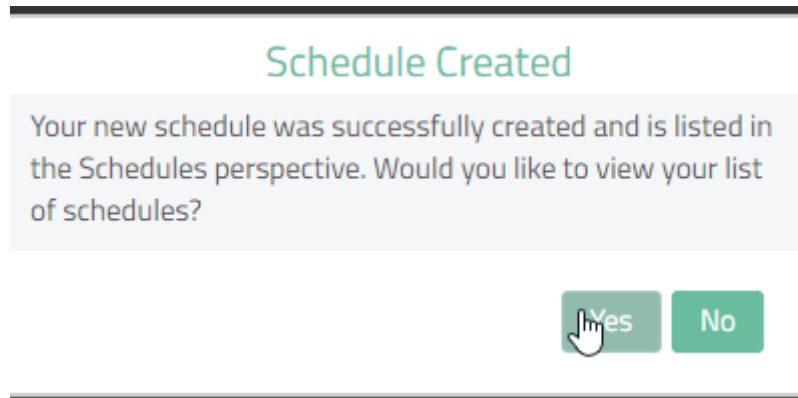 Schedule Created
Your new schedule was successfully created and is listed in
the Schedules perspective. Would you like to view your list
of schedules?
Yes No